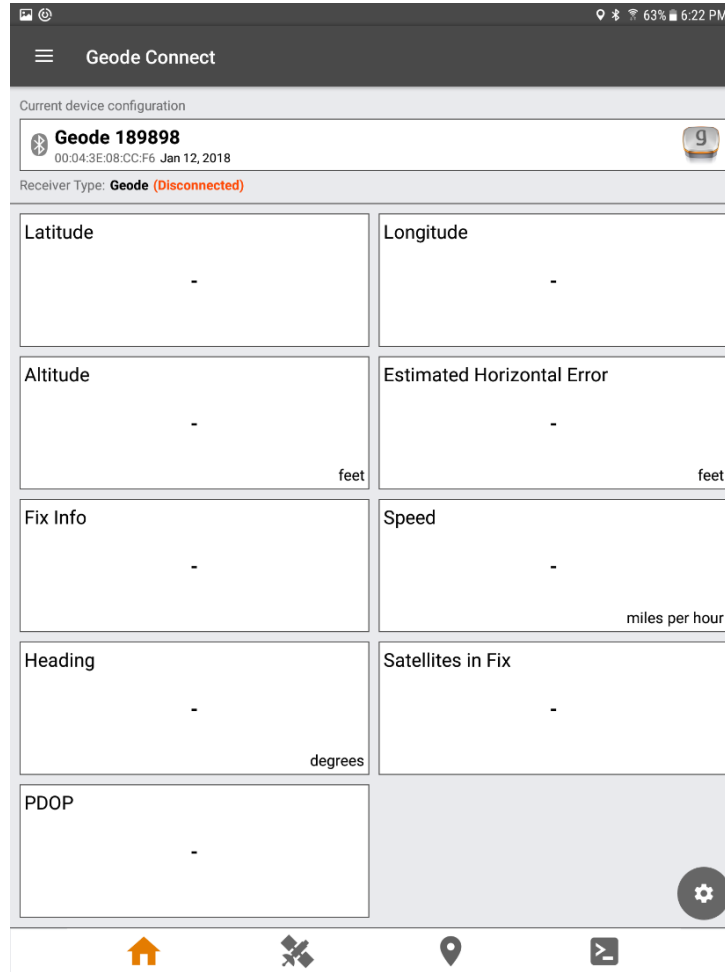 63% 6:22 PM
Geode Connect
Current device configuration
Geode 189898
00:04:3E:08:CC:F6 Jan 12, 2018
g
Receiver Type: Geode (Disconnected)
Latitude
-
Longitude
-
Altitude
-
feet
Estimated Horizontal Error
-
feet
Fix Info
-
Speed
-
miles per hour
Heading
-
degrees
Satellites in Fix
-
PDOP
-